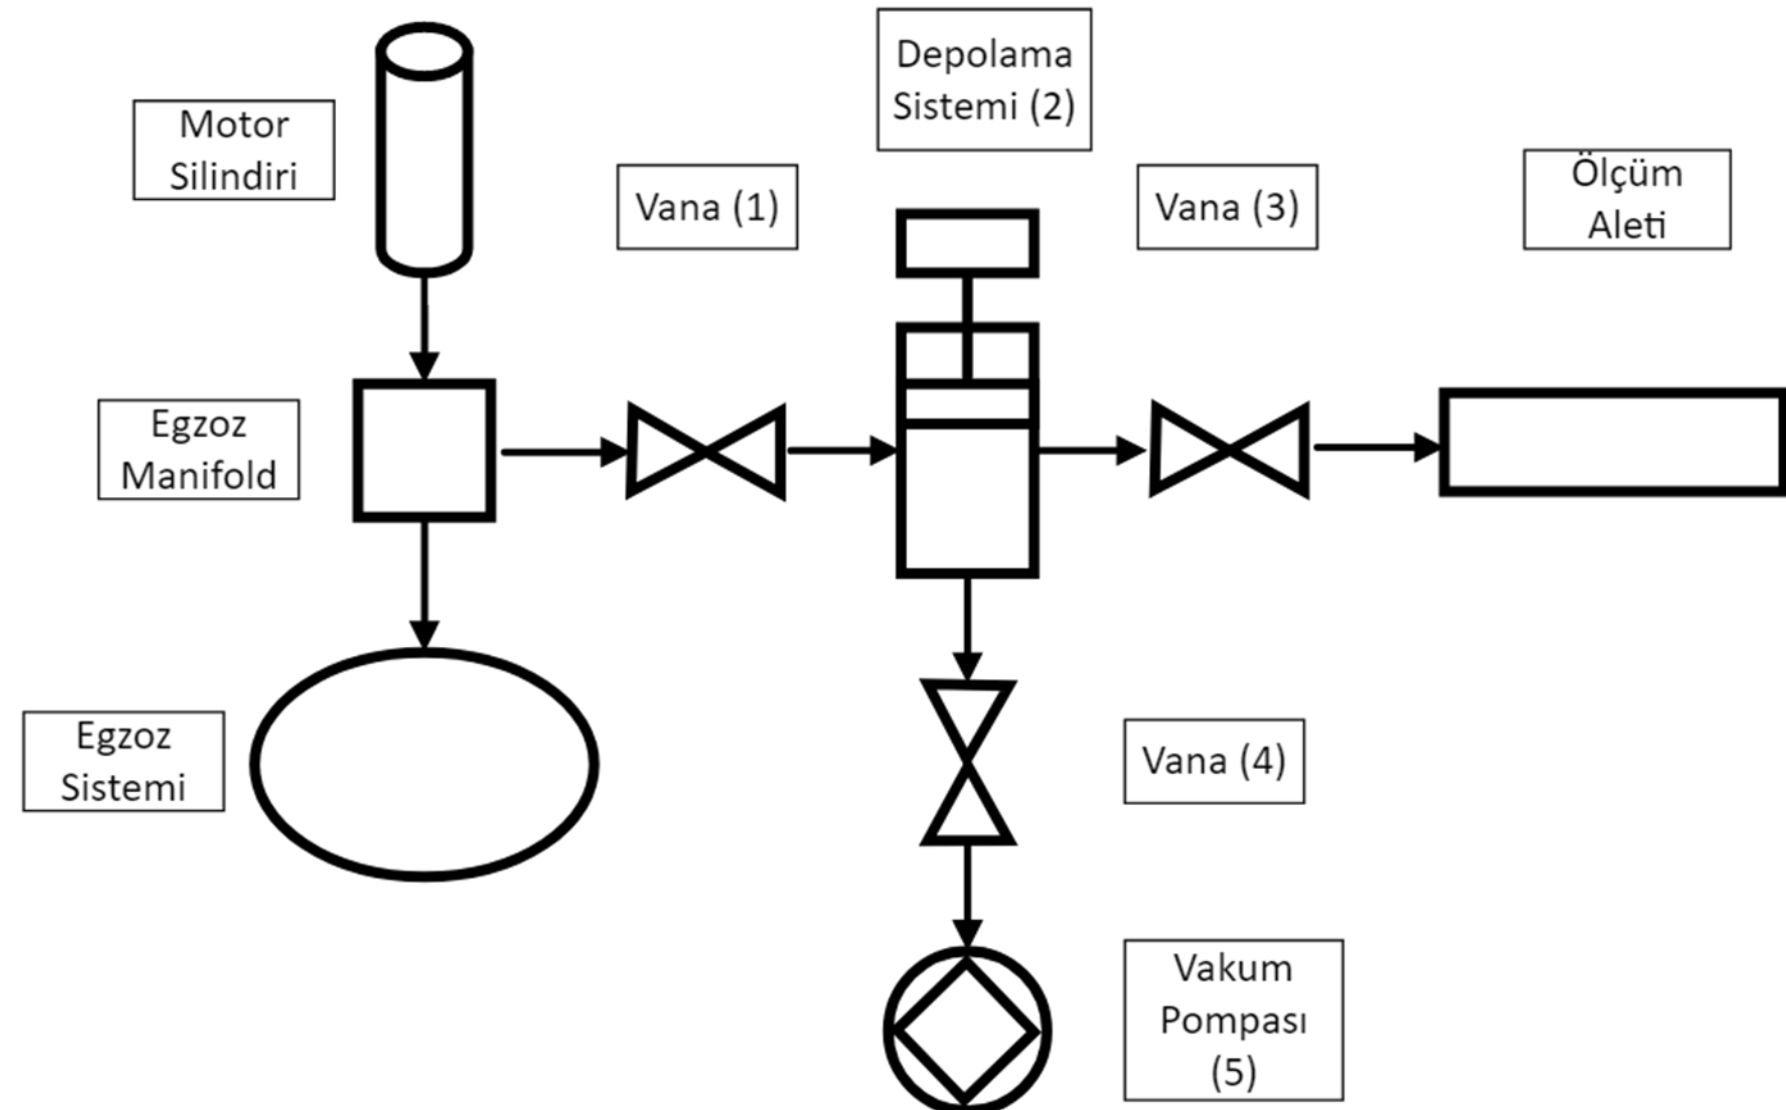 Depolama
Sistemi (2)
Motor
Silindiri
Vana (1)
Vana (3)
Ölçüm
Aleti
Egzoz
Manifold
Egzoz
Sistemi
Vana (4)
Vakum
Pompası
(5)